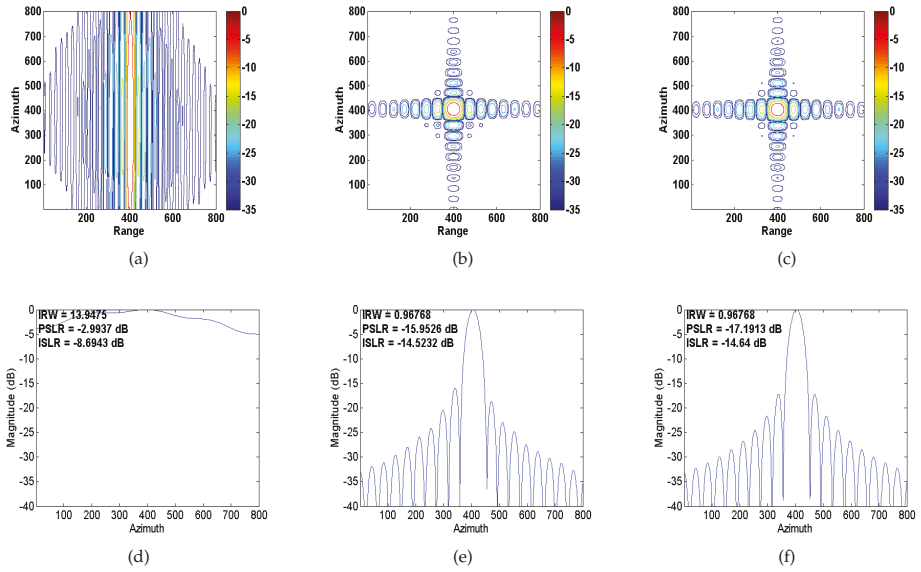 800
700
600
500
400
300
200
100
Azimuth
200 400 600 800
Range
0
-5
-10
-15
-20
-25
-30
-35
(a)
800
700
600
500
400
300
200
100
Azimuth
200 400 600 800
Range
0
-5
-10
-15
-20
-25
-30
-35
(b)
800
700
600
500
400
300
200
100
Azimuth
200 400 600 800
Range
0
-5
-10
-15
-20
-25
-30
-35
(c)
IRW = 13.9475
PSLR = -2.9937 dB
ISLR = -8.6943 dB
0
-5
-10
-15
-20
-25
-30
-35
-40
Magnitude (dB)
100 200 300 400 500 600 700 800
Azimuth
(d)
IRW = 0.96768
PSLR = -15.9526 dB
ISLR = -14.5232 dB
0
-5
-10
-15
-20
-25
-30
-35
-40
Magnitude (dB)
100 200 300 400 500 600 700 800
Azimuth
(e)
IRW = 0.96768
PSLR = -17.1913 dB
ISLR = -14.64 dB
0
-5
-10
-15
-20
-25
-30
-35
-40
Magnitude (dB)
100 200 300 400 500 600 700 800
Azimuth
(f)